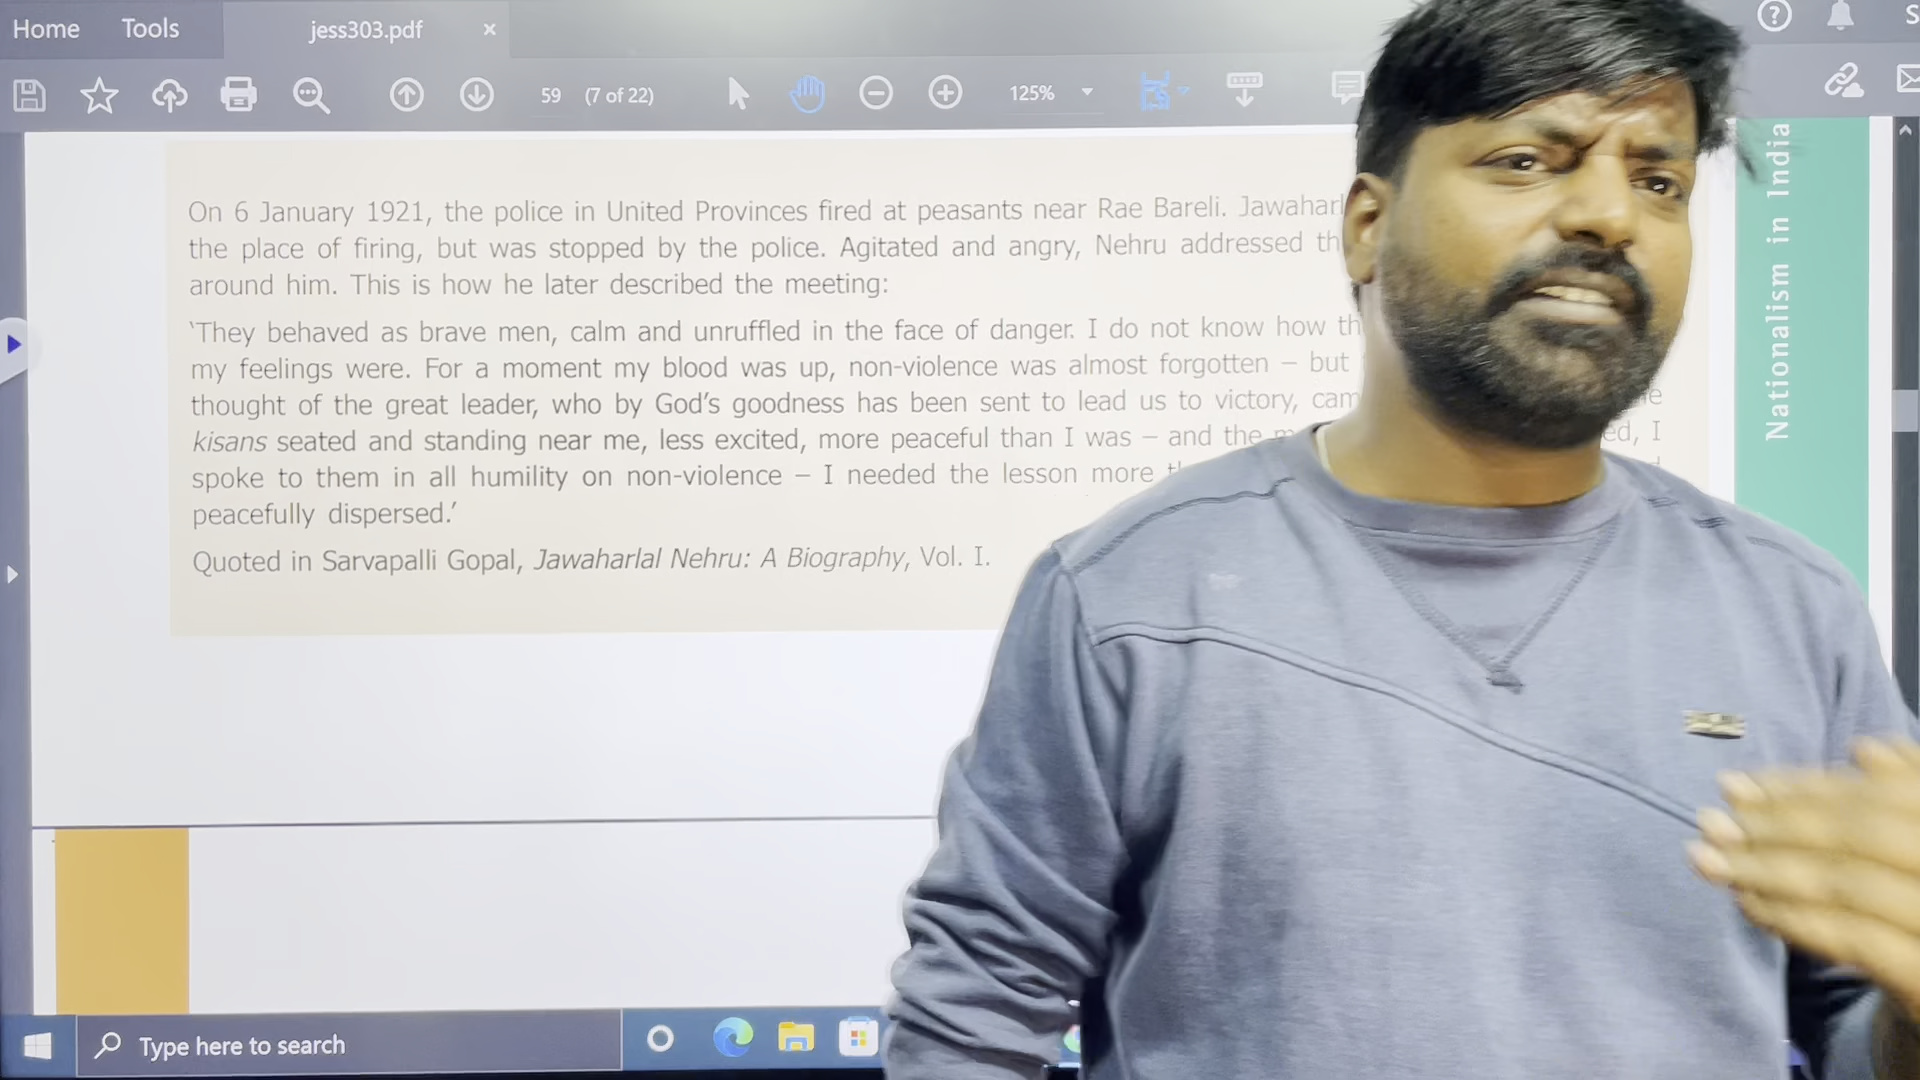 Home Tools jess303.pdf ×
59 (7 of 22) 125%
On 6 January 1921, the police in United Provinces fired at peasants near Rae Bareli.
the place of firing, but was stopped by the police. Agitated and angry, Nehru addressed
around him. This is how he later described the meeting:
‘They behaved as brave men, calm and unruffled in the face of danger. I do not know how
my feelings were. For a moment my blood was up, non-violence was almost forgotten – but
thought of the great leader, who by God’s goodness has been sent to lead us to victory,
kisans seated and standing near me, less excited, more peaceful than I was – and the I
spoke to them in all humility on non-violence – I needed the lesson more
peacefully dispersed.’
Quoted in Sarvapalli Gopal, Jawaharlal Nehru: A Biography, Vol. I.
Nationalism in India
Type here to search